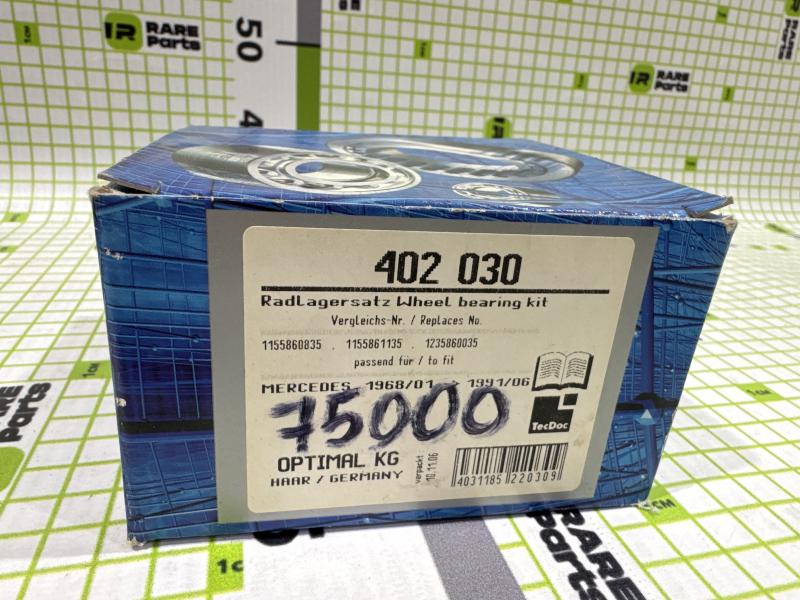 RARE
Parts
50
RARE
Parts
1CM
402 030
Radlagersatz Wheel bearing kit
Vergleichs-Nr. / Replaces No.
1155860835 , 1155861135 , 1235860035
passend für / to fit
MERCEDES 1968/01 - > 1991/06
75000
TecDoc
OPTIMAL KG
HAAR / GERMANY
verpackt
10.11.06
4031185 220309
1CM
RARE
Parts